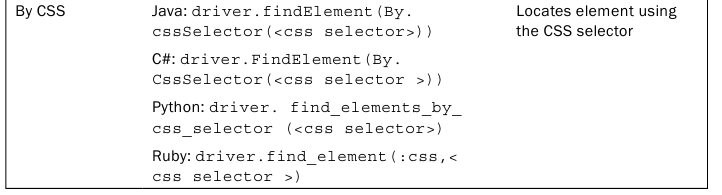 By CSS
Java: driver.findElement(By.
cssSelector(<css selector>))
C#: driver.FindElement(By.
CssSelector(<css selector >))
Python: driver. find_elements_by_
css_selector (<css selector>)
Ruby: driver.find_element(:css,<
css selector >)
Locates element using
the CSS selector